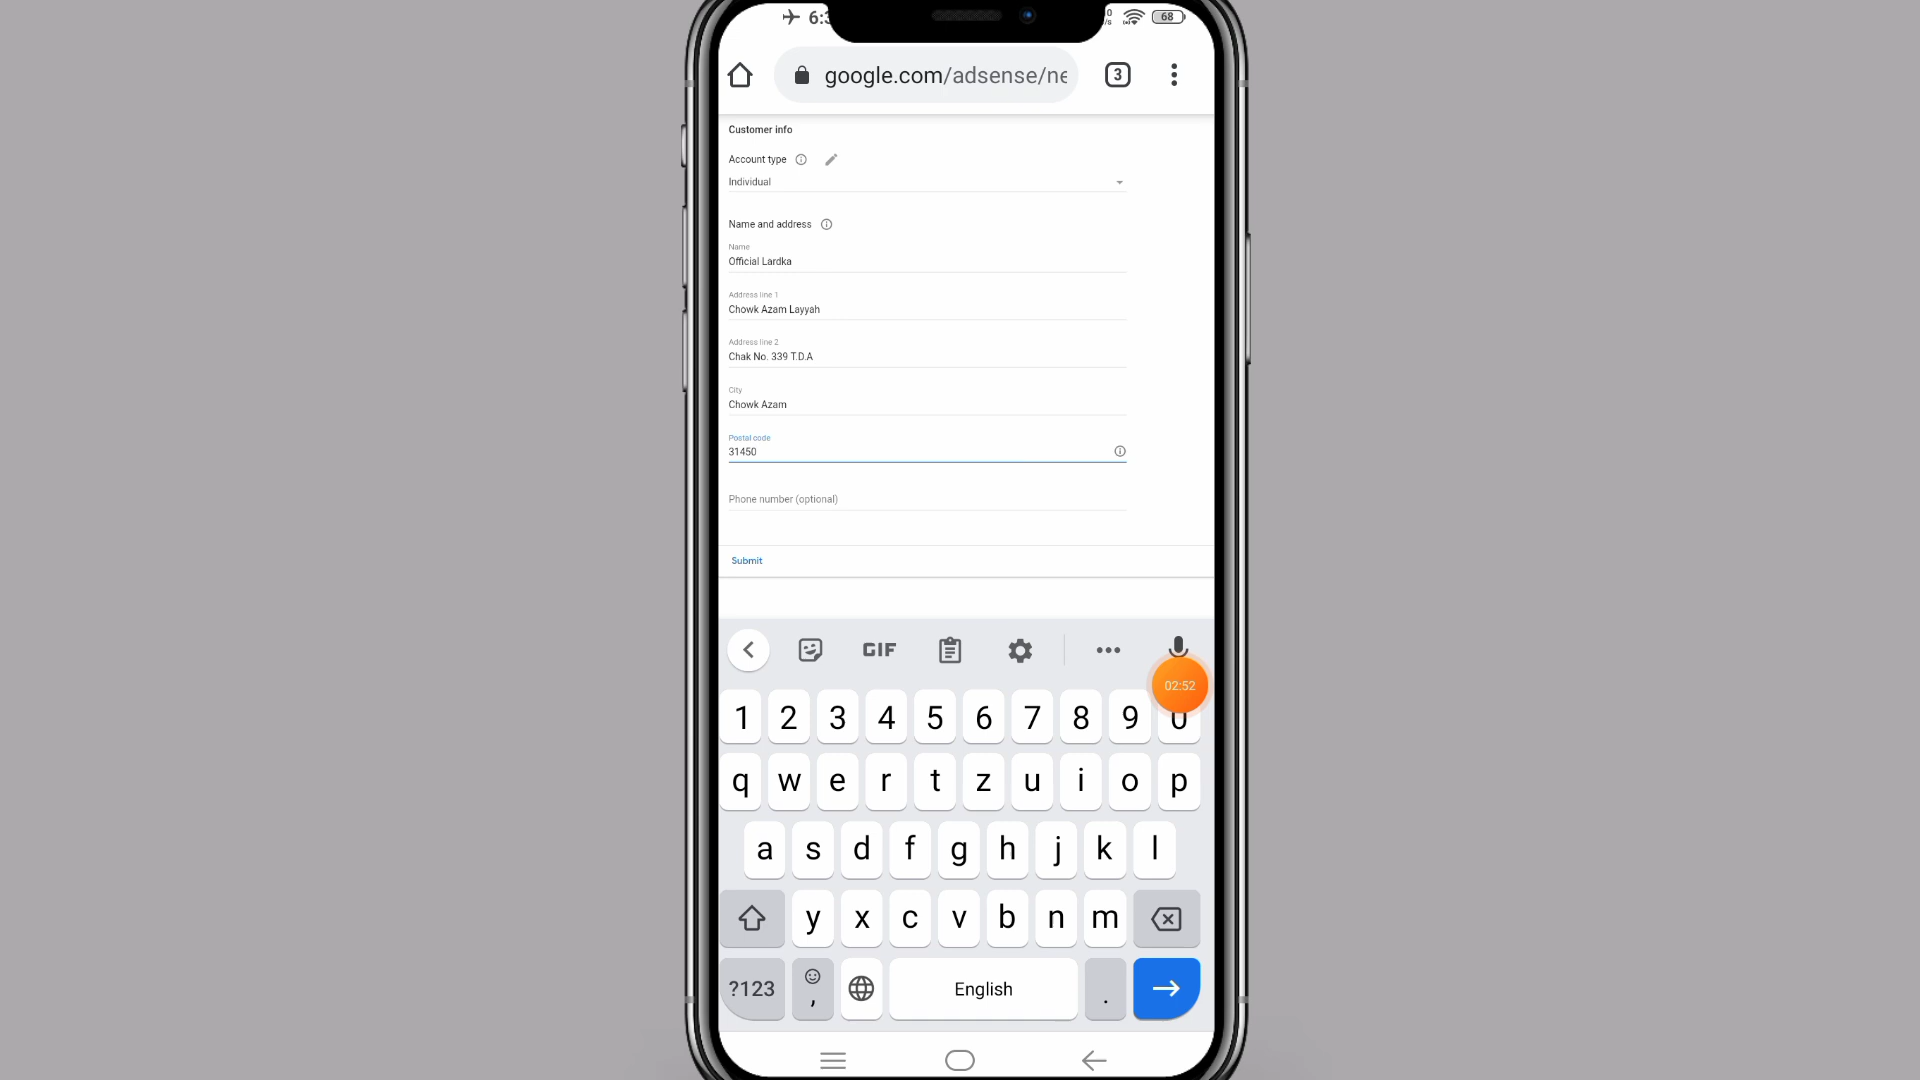 6:3
68
google.com/adsense/ne
3
Customer info
Account type
Individual
Name and address
Name
Official Lardka
Address line 1
Chowk Azam Layyah
Address line 2
Chak No. 339 T.D.A
City
Chowk Azam
Postal code
31450
Phone number (optional)
Submit
GIF
02:52
1 2 3 4 5 6 7 8 9 0
q w e r t z u i o p
a s d f g h j k l
y x c v b n m
?123 , English .